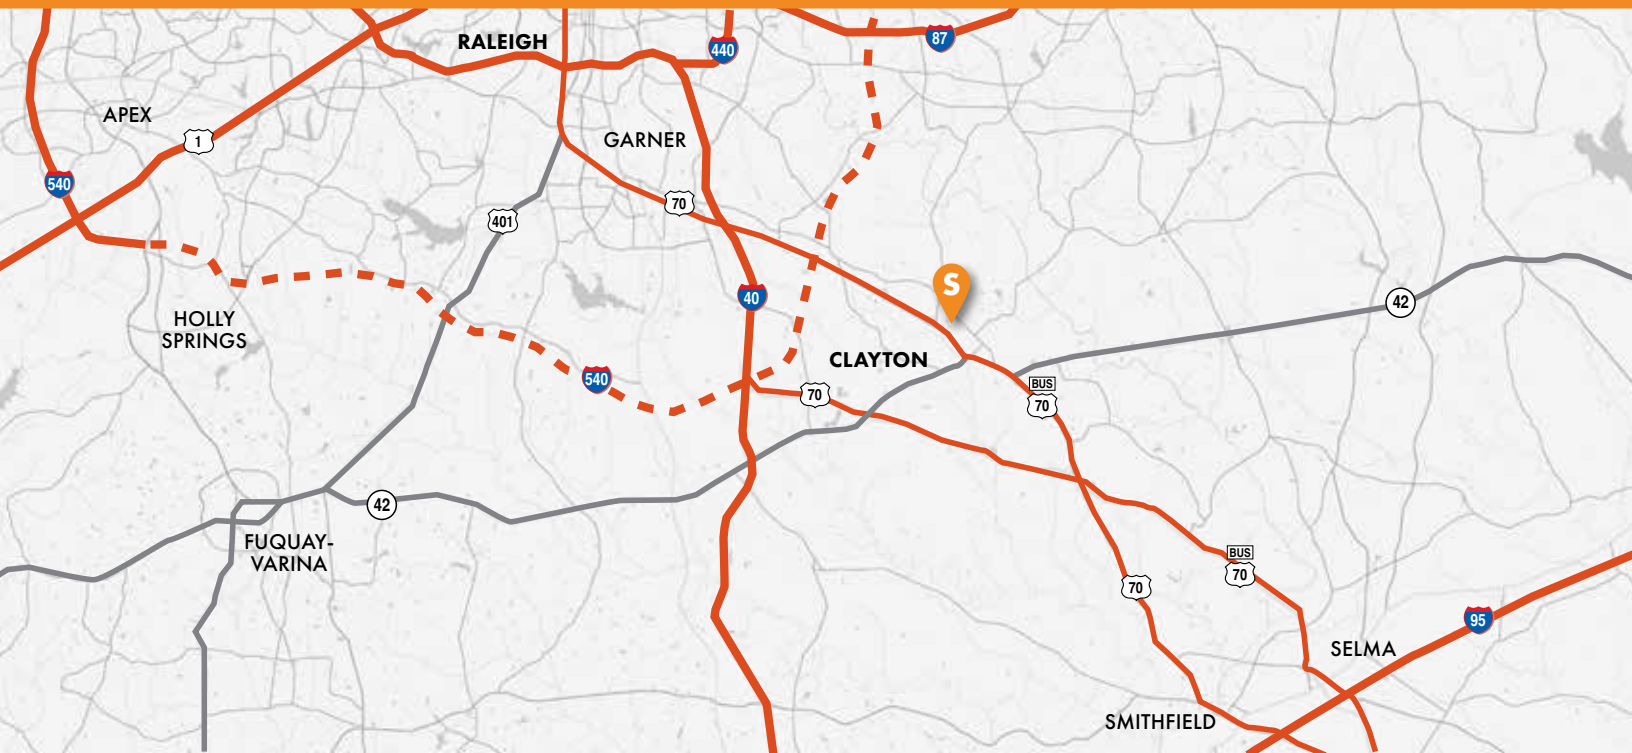 RALEIGH
440
87
APEX
1
GARNER
540
70
401
S
40
42
HOLLY
SPRINGS
CLAYTON
540
70
BUS
70
42
FUQUAY-
VARINA
BUS
70
70
95
SELMA
SMITHFIELD